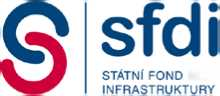 sfdi
STÁTNÍ FOND
INFRASTRUKTURY